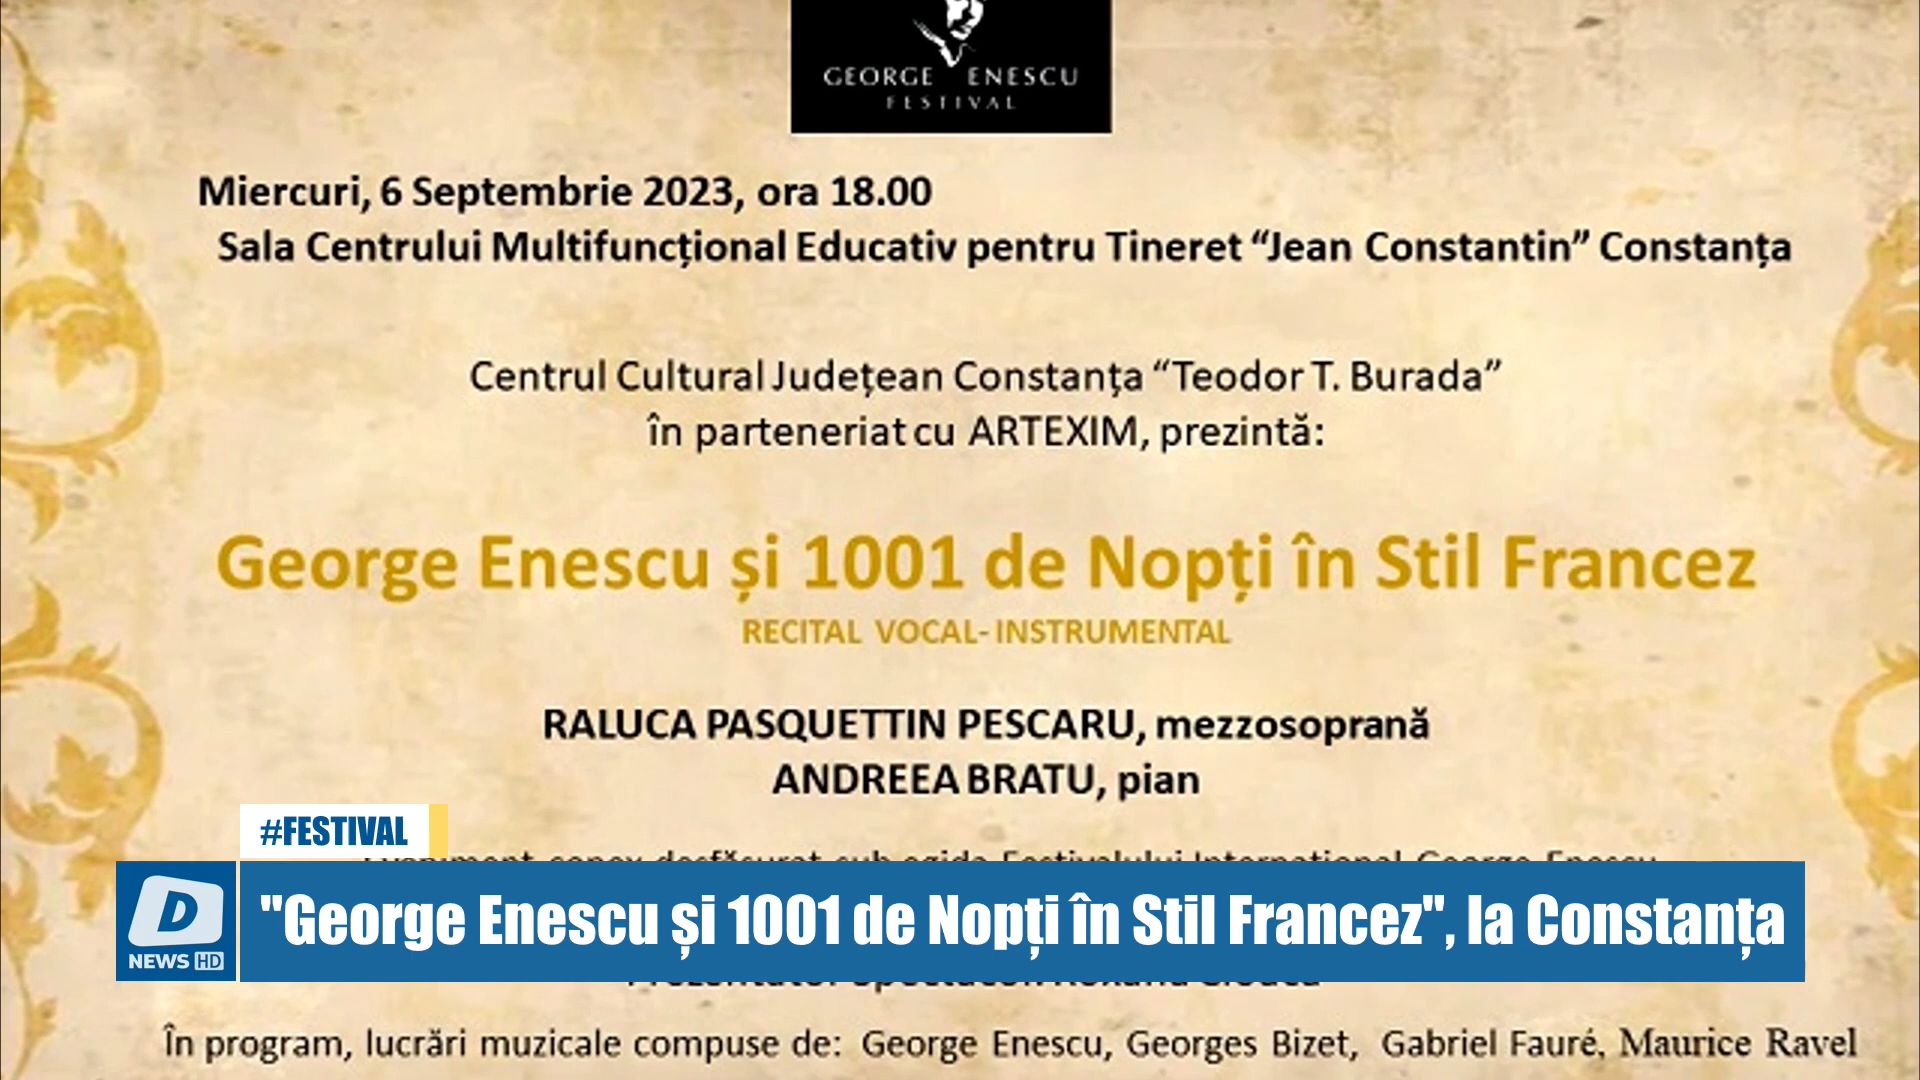 GEORGE ENESCU
FESTIVAL
Miercuri, 6 Septembrie 2023, ora 18.00
Sala Centrului Multifuncțional Educativ pentru Tineret “Jean Constantin” Constanța
Centrul Cultural Județean Constanța “Teodor T. Burada”
în parteneriat cu ARTEXIM, prezintă:
George Enescu și 1001 de Nopți în Stil Francez
RECITAL VOCAL-INSTRUMENTAL
RALUCA PASQUETTIN PESCARU, mezzosoprană
ANDREEA BRATU, pian
#FESTIVAL
D NEWS HD
"George Enescu și 1001 de Nopți în Stil Francez", la Constanța
În program, lucrări muzicale compuse de: George Enescu, Georges Bizet, Gabriel Fauré, Maurice Ravel